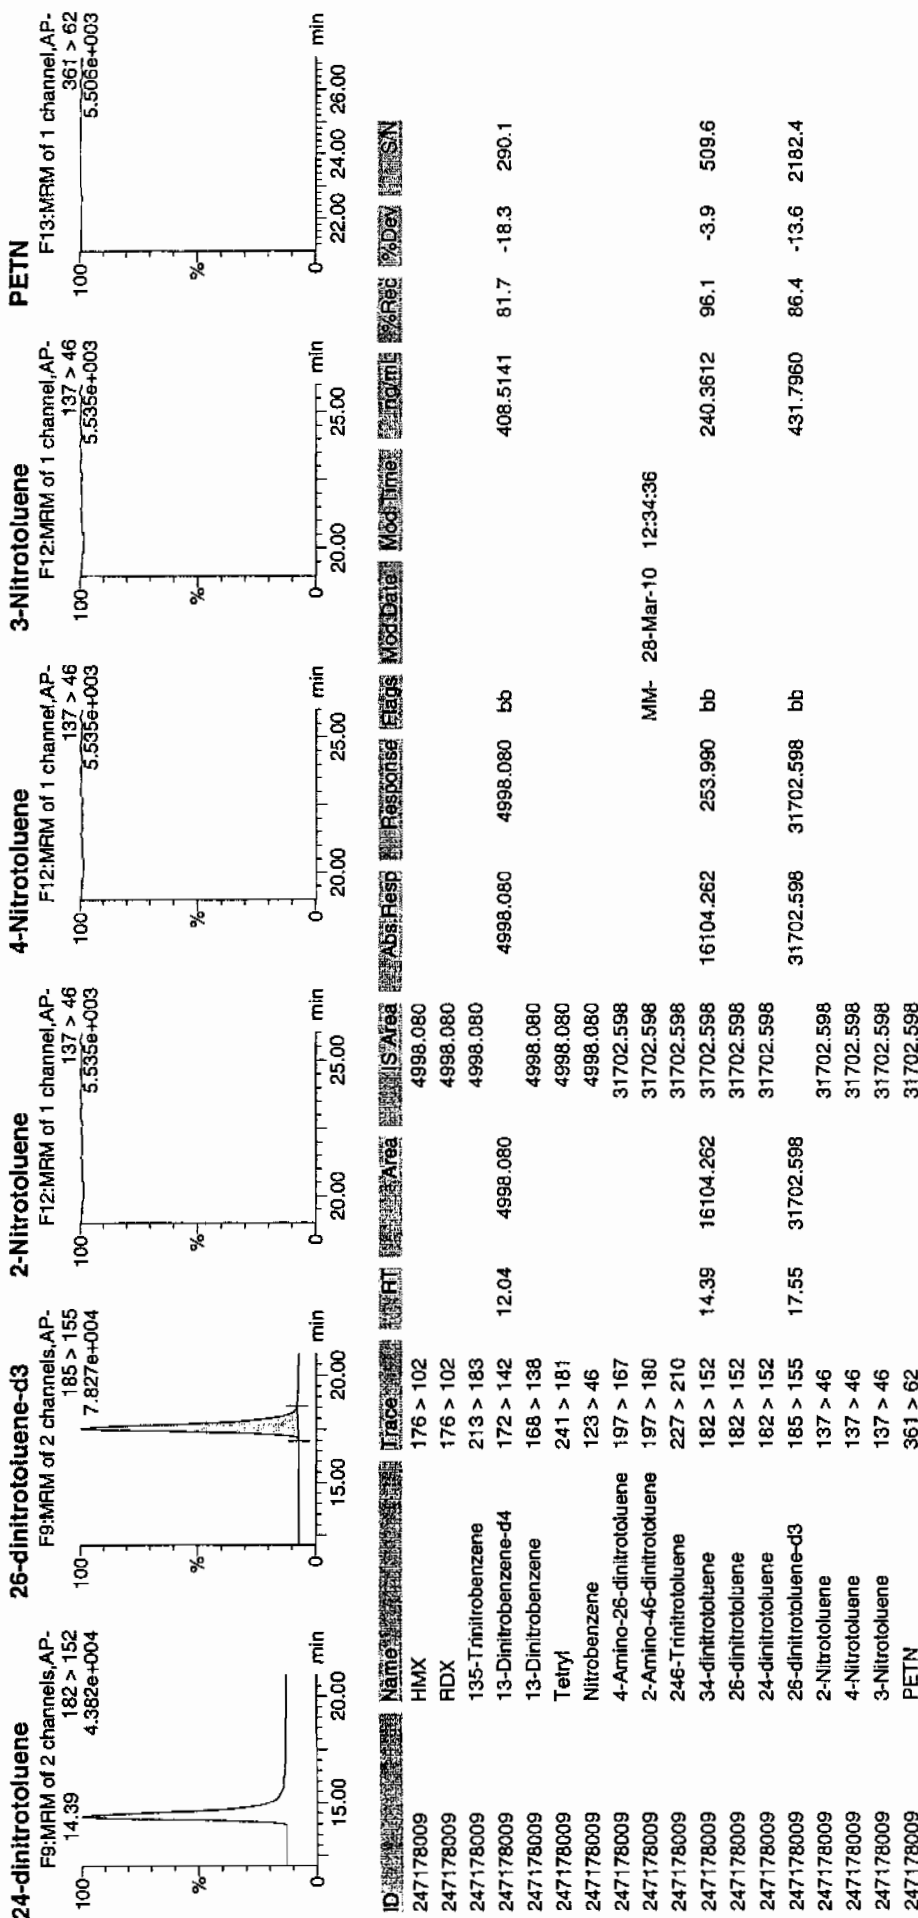 24-dinitrotoluene
F9:MRM of 2 channels,AP-
14.39 182 > 152
4.382e+004
100
%
0
15.00 20.00 min
26-dinitrotoluene-d3
F9:MRM of 2 channels,AP-
185 > 155
7.827e+004
100
%
0
15.00 20.00 min
2-Nitrotoluene
F12:MRM of 1 channel,AP-
137 > 46
5.535e+003
100
%
0
20.00 25.00 min
4-Nitrotoluene
F12:MRM of 1 channel,AP-
137 > 46
5.535e+003
100
%
0
20.00 25.00 min
3-Nitrotoluene
F12:MRM of 1 channel,AP-
137 > 46
5.535e+003
100
%
0
20.00 25.00 min
PETN
F13:MRM of 1 channel,AP-
361 > 62
5.506e+003
100
%
0
22.00 24.00 26.00 min
ID Name Trace RT Area IS Area Abs.Resp Response Flags Mod.Date Mod.Time ng/mL %Rec %Dev S/N
247178009 HMX 176 > 102 4998.080
247178009 RDX 176 > 102 4998.080
247178009 135-Trinitrobenzene 213 > 183 4998.080
247178009 13-Dinitrobenzene-d4 172 > 142 12.04 4998.080 4998.080 4998.080 bb 408.5141 81.7 -18.3 290.1
247178009 13-Dinitrobenzene 168 > 138 4998.080
247178009 Tetryl 241 > 181 4998.080
247178009 Nitrobenzene 123 > 46 4998.080
247178009 4-Amino-26-dinitrotoluene 197 > 167 31702.598
247178009 2-Amino-46-dinitrotoluene 197 > 180 31702.598 MM- 28-Mar-10 12:34:36
247178009 246-Trinitrotoluene 227 > 210 31702.598
247178009 34-dinitrotoluene 182 > 152 14.39 16104.262 31702.598 16104.262 253.990 bb 240.3612 96.1 -3.9 509.6
247178009 26-dinitrotoluene 182 > 152 31702.598
247178009 24-dinitrotoluene 182 > 152 31702.598
247178009 26-dinitrotoluene-d3 185 > 155 17.55 31702.598 31702.598 31702.598 bb 431.7960 86.4 -13.6 2182.4
247178009 2-Nitrotoluene 137 > 46 31702.598
247178009 4-Nitrotoluene 137 > 46 31702.598
247178009 3-Nitrotoluene 137 > 46 31702.598
247178009 PETN 361 > 62 31702.598